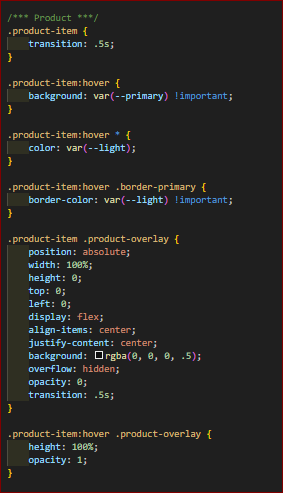 /*** Product ***/
.product-item {
    transition: .5s;
}

.product-item:hover {
    background: var(--primary) !important;
}

.product-item:hover * {
    color: var(--light);
}

.product-item:hover .border-primary {
    border-color: var(--light) !important;
}

.product-item .product-overlay {
    position: absolute;
    width: 100%;
    height: 0;
    top: 0;
    left: 0;
    display: flex;
    align-items: center;
    justify-content: center;
    background: rgba(0, 0, 0, .5);
    overflow: hidden;
    opacity: 0;
    transition: .5s;
}

.product-item:hover .product-overlay {
    height: 100%;
    opacity: 1;
}